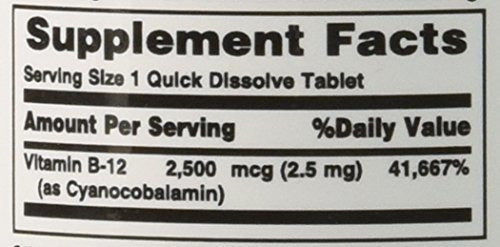 Supplement Facts
Serving Size 1 Quick Dissolve Tablet
Amount Per Serving %Daily Value
Vitamin B-12 2,500 mcg (2.5 mg) 41,667%
(as Cyanocobalamin)